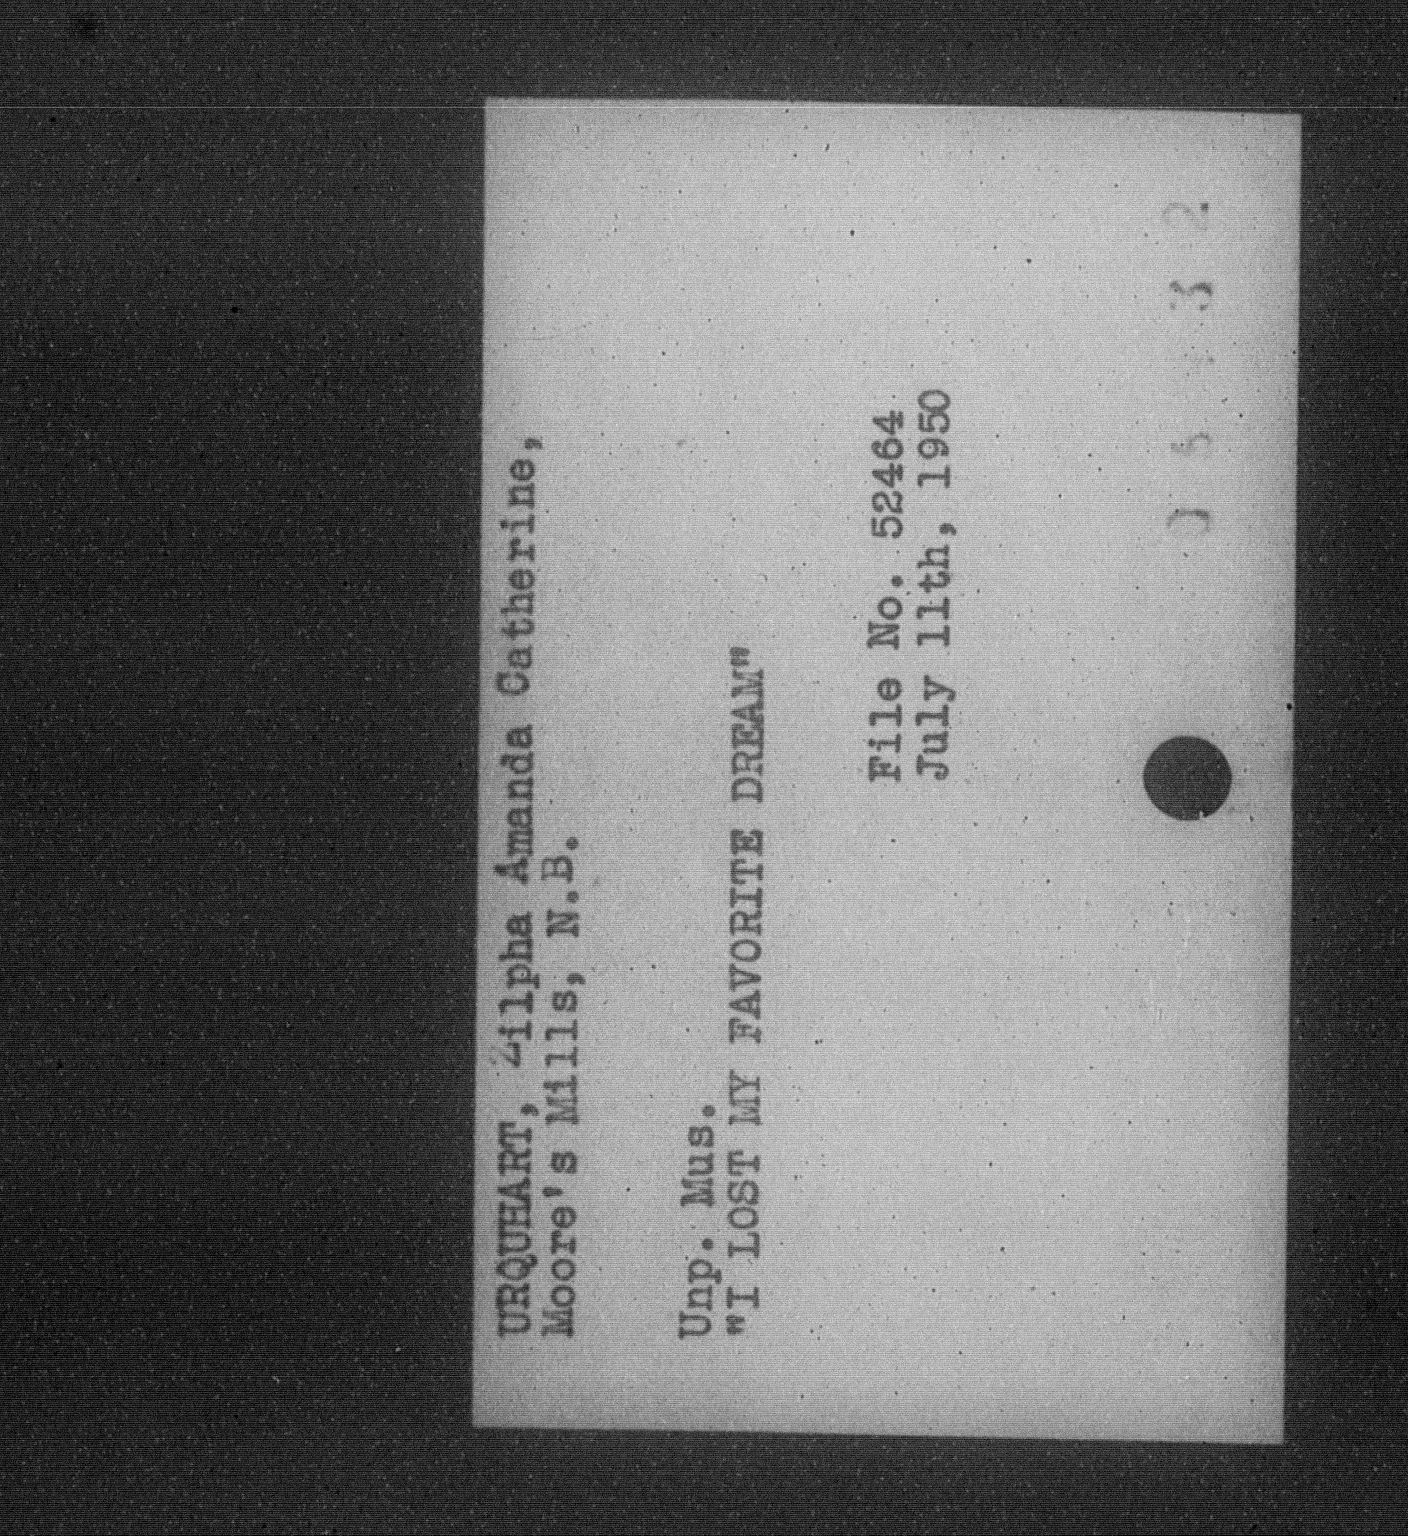 URQUHART, Zilpha Amanda Catherine,
Moore's Mills, N.B.
Unp. Mus.
"I LOST MY FAVORITE DREAM"
File No. 52464
July 11th, 1950